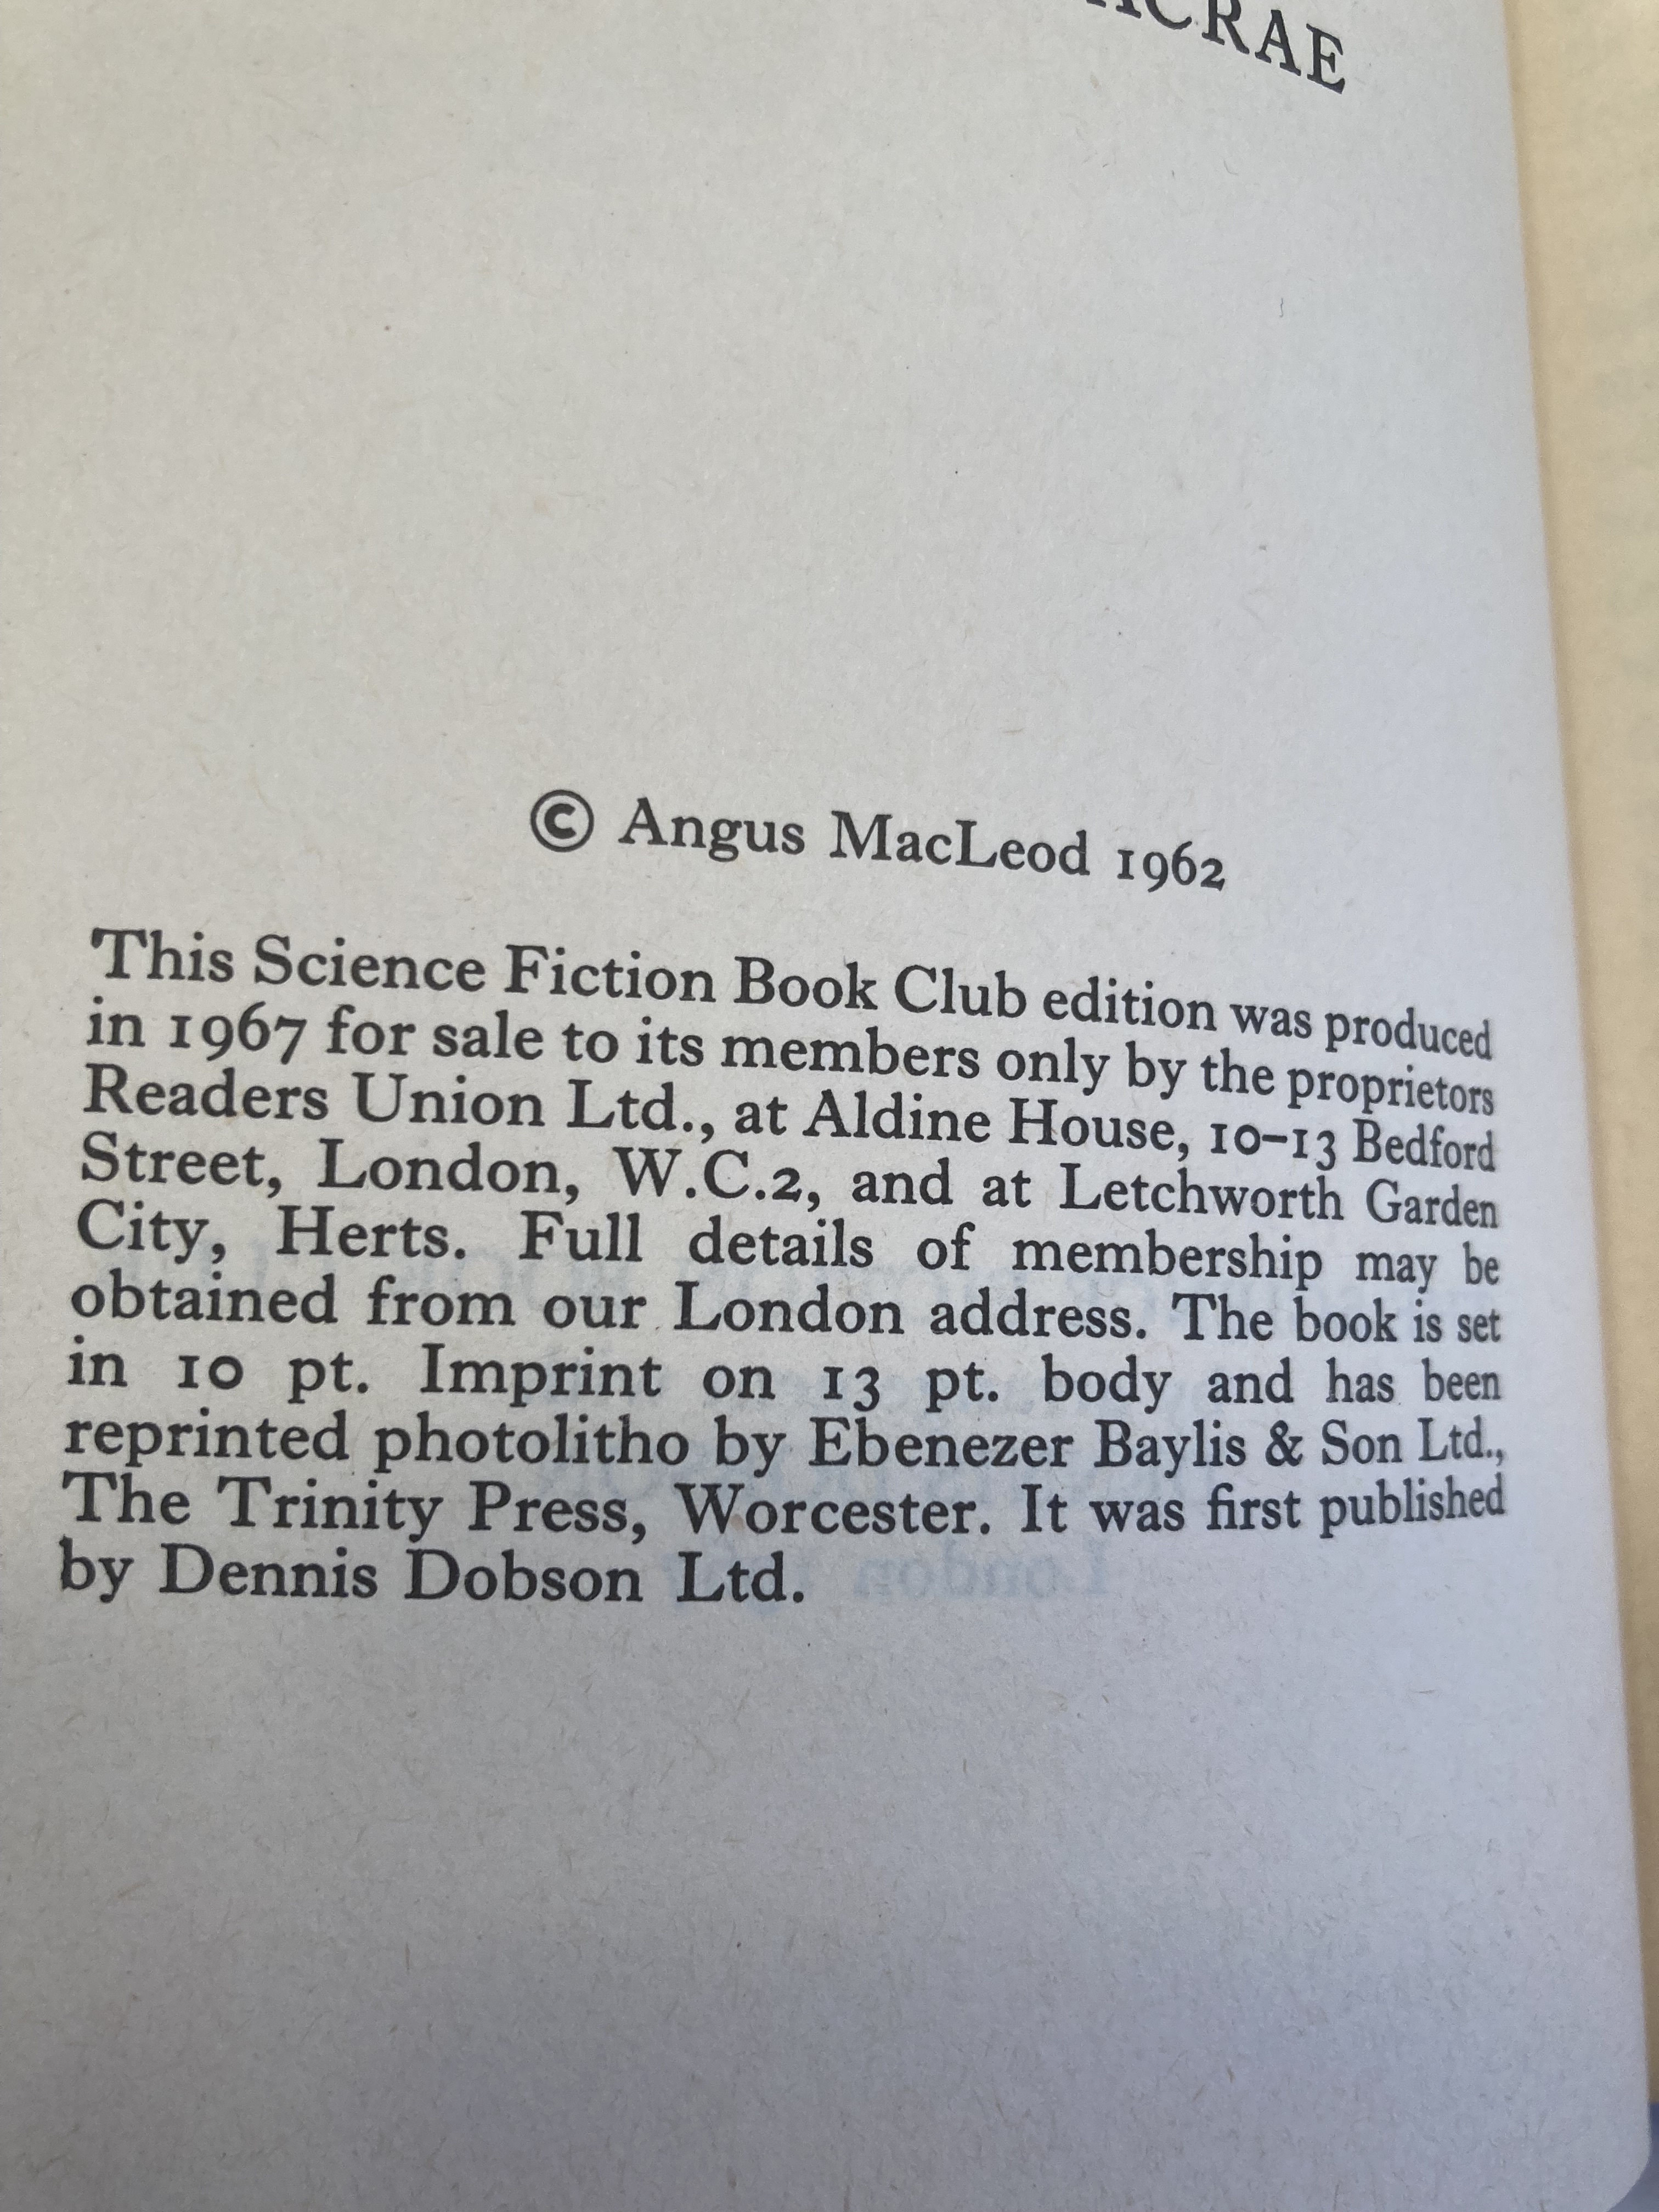 © Angus MacLeod 1962
This Science Fiction Book Club edition was produced
in 1967 for sale to its members only by the proprietors
Readers Union Ltd., at Aldine House, 10–13 Bedford
Street, London, W.C.2, and at Letchworth Garden
City, Herts. Full details of membership may be
obtained from our London address. The book is set
in 10 pt. Imprint on 13 pt. body and has been
reprinted photolitho by Ebenezer Baylis & Son Ltd.,
The Trinity Press, Worcester. It was first published
by Dennis Dobson Ltd.